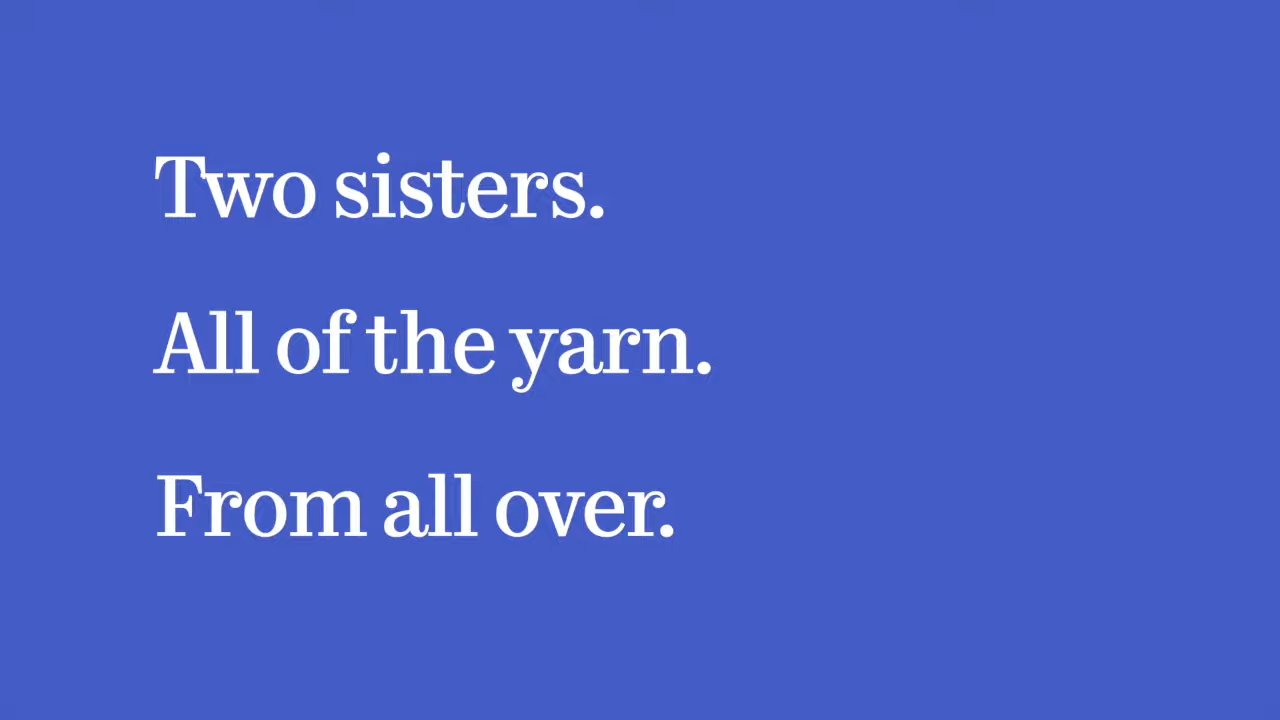 Two sisters.
All of the yarn.
From all over.